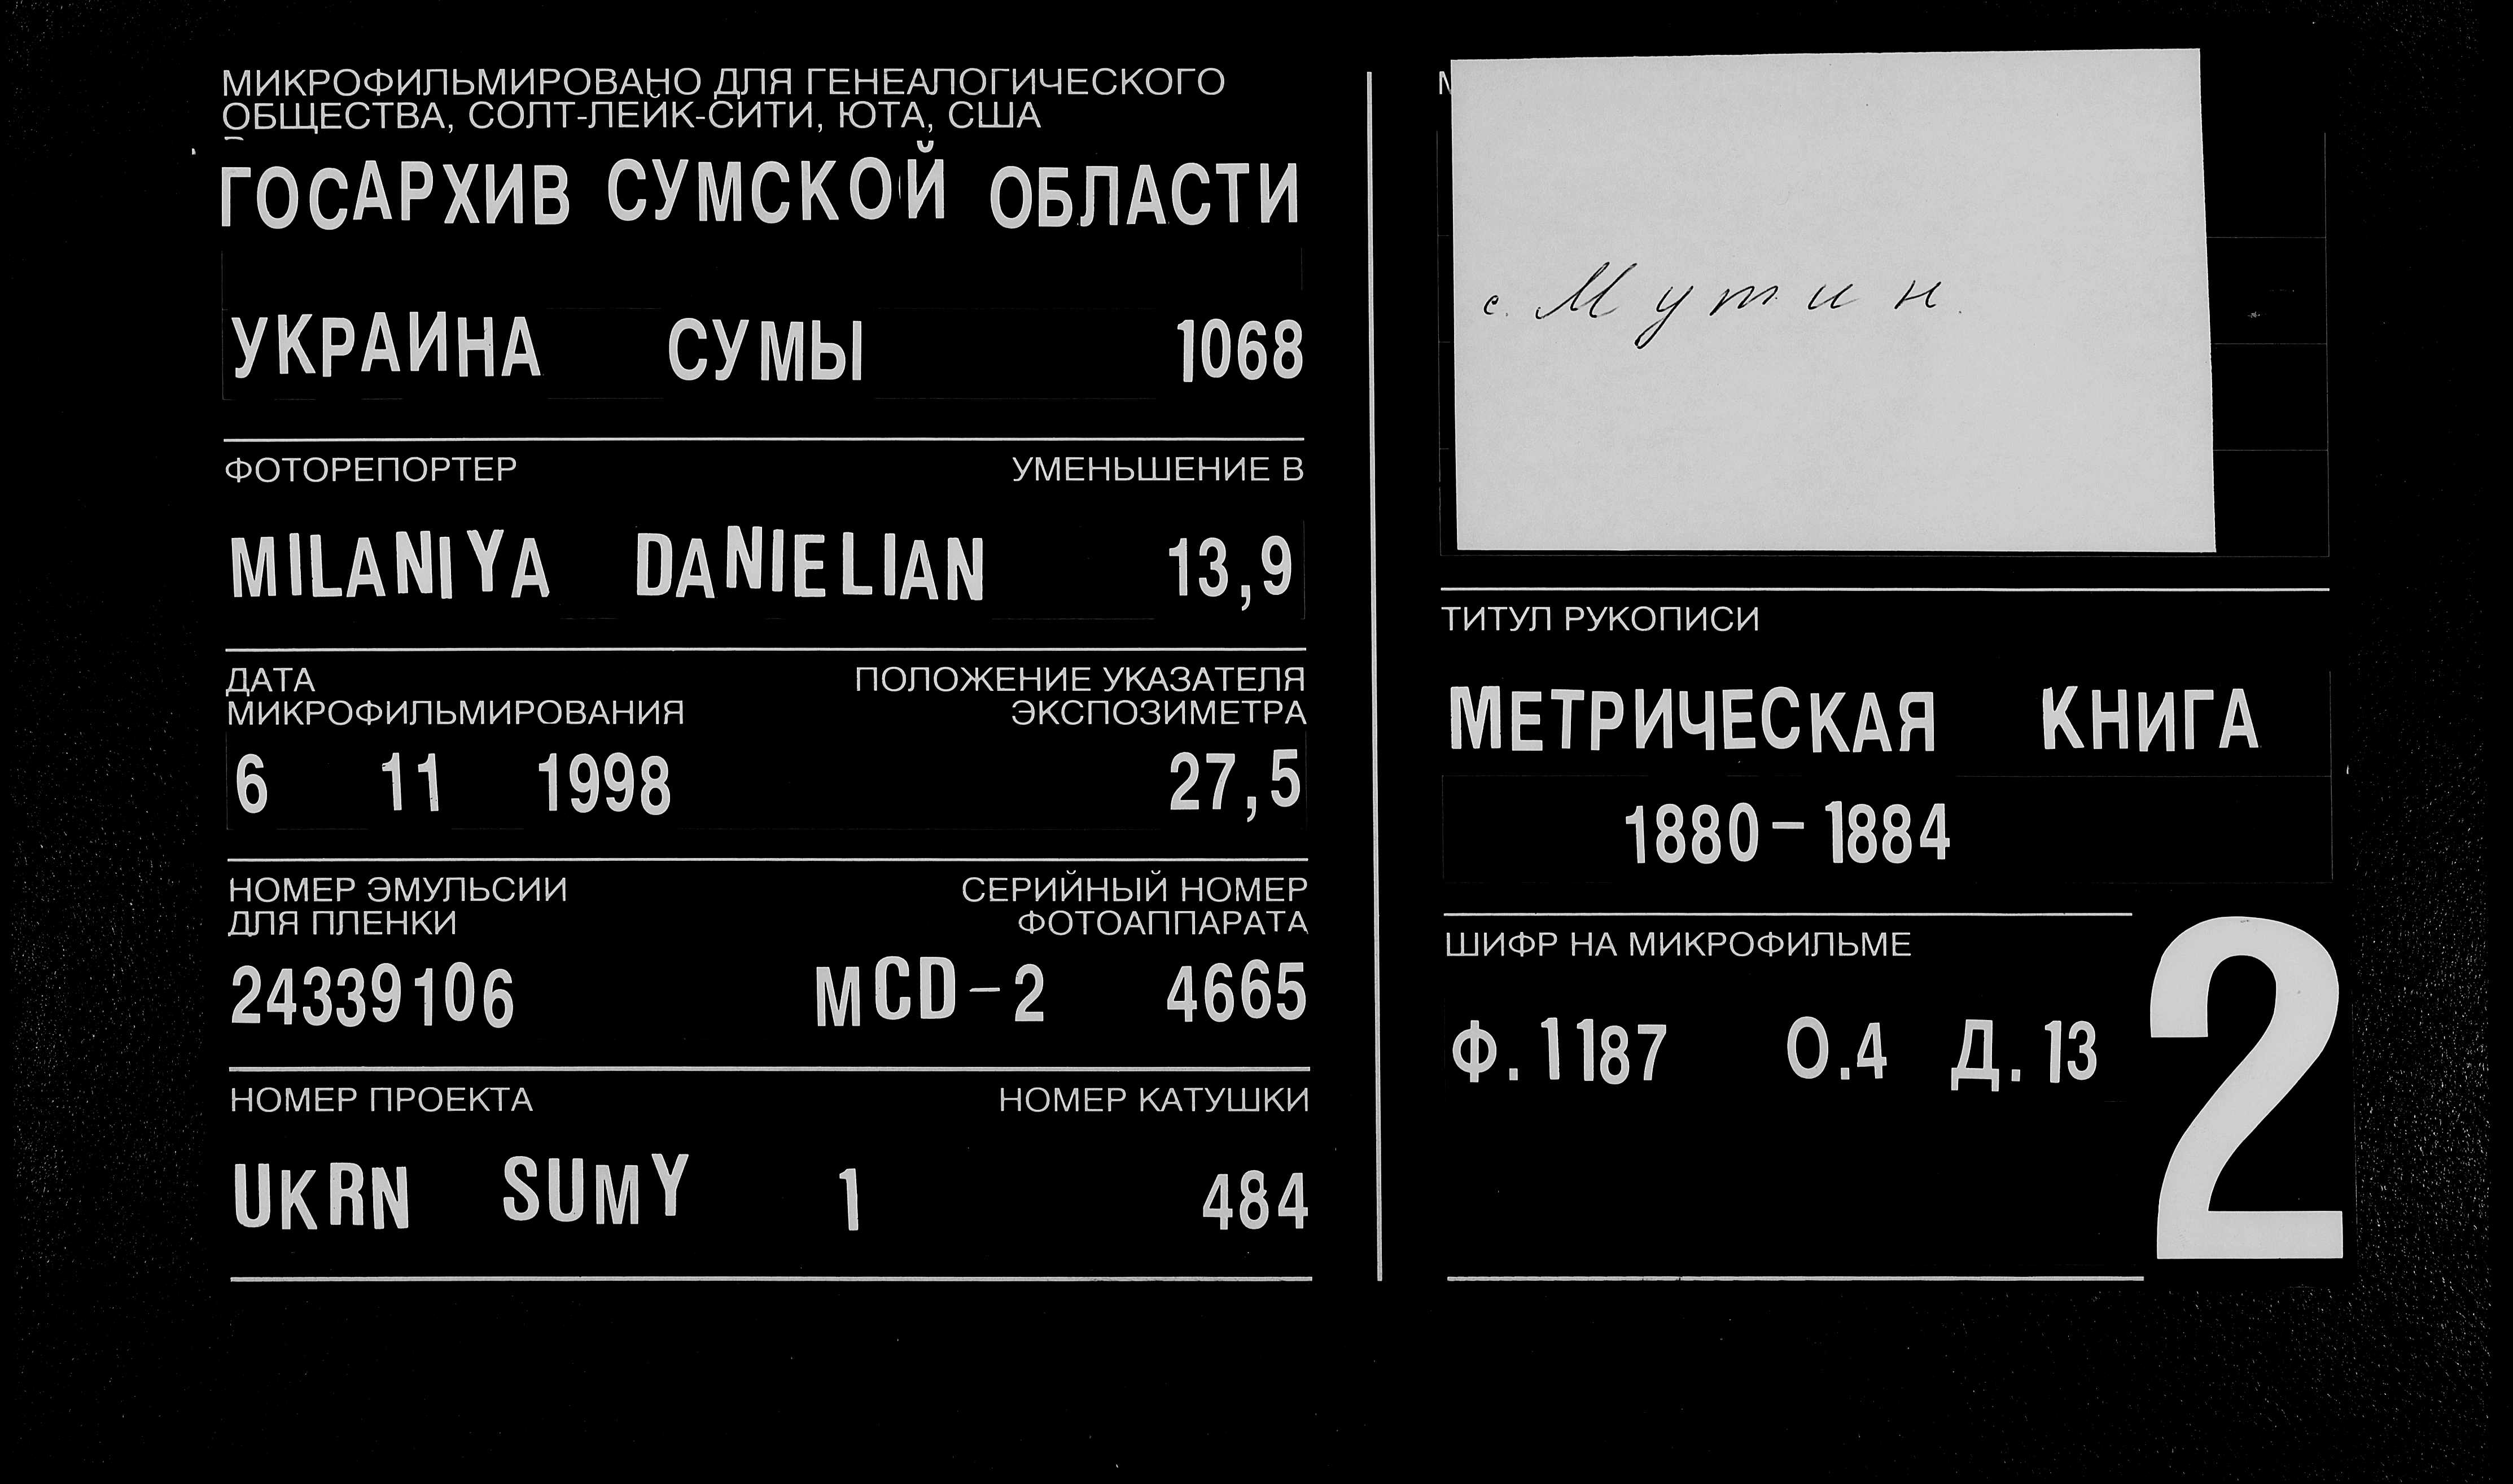 МИКРОФИЛЬМИРОВАНО ДЛЯ ГЕНЕАЛОГИЧЕСКОГО
ОБЩЕСТВА, СОЛТ-ЛЕЙК-СИТИ, ЮТА, США
ГОСАРХИВ СУМСКОЙ ОБЛАСТИ
УКРАИНА СУМЫ 1068
ФОТОРЕПОРТЕР УМЕНЬШЕНИЕ В
MILANIYA DANIELIAN 13,9
ДАТА ПОЛОЖЕНИЕ УКАЗАТЕЛЯ
МИКРОФИЛЬМИРОВАНИЯ ЭКСПОЗИМЕТРА
6 11 1998 27,5
НОМЕР ЭМУЛЬСИИ СЕРИЙНЫЙ НОМЕР
ДЛЯ ПЛЕНКИ ФОТОАППАРАТА
24339106 MCD-2 4665
НОМЕР ПРОЕКТА НОМЕР КАТУШКИ
UKRN SUMY 1 484
с. Мутин.
ТИТУЛ РУКОПИСИ
МЕТРИЧЕСКАЯ КНИГА
1880-1884
ШИФР НА МИКРОФИЛЬМЕ
Ф.1187 О.4 Д.13
2